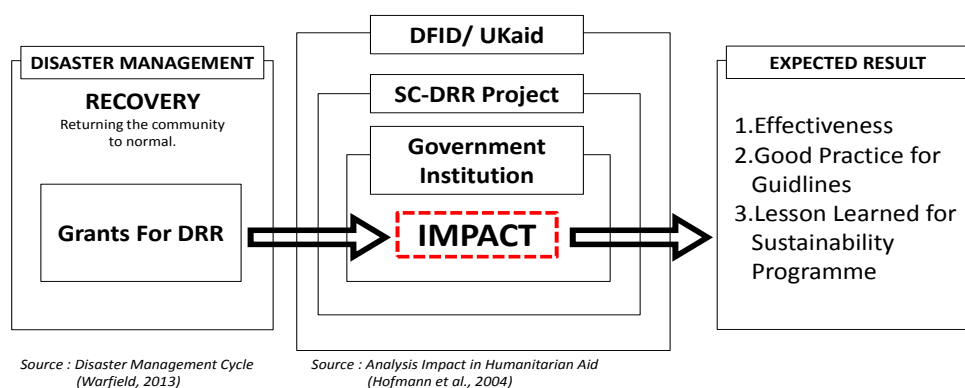 DISASTER MANAGEMENT
RECOVERY
Returning the community
to normal.
Grants For DRR
Source : Disaster Management Cycle
(Warfield, 2013)
DFID/ UKaid
SC-DRR Project
Government
Institution
IMPACT
Source : Analysis Impact in Humanitarian Aid
(Hofmann et al., 2004)
EXPECTED RESULT
1.Effectiveness
2.Good Practice for
Guidlines
3.Lesson Learned for
Sustainability
Programme